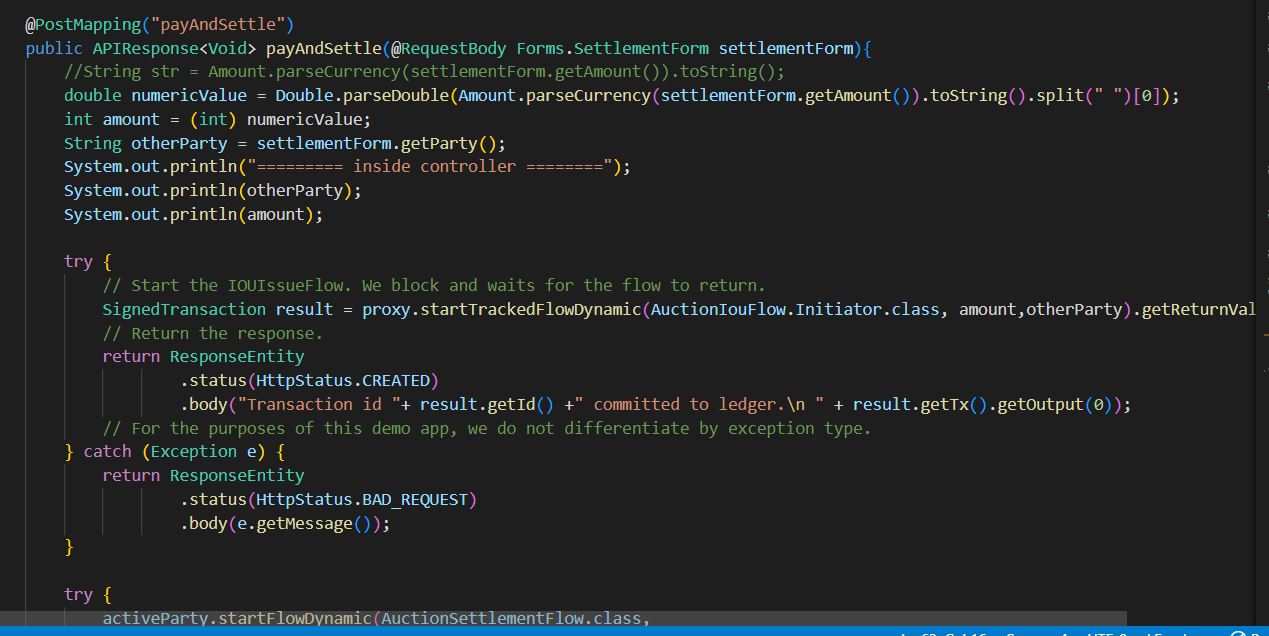 @PostMapping("payAndSettle")
public APIResponse<Void> payAndSettle(@RequestBody Forms.SettlementForm settlementForm){
    //String str = Amount.parseCurrency(settlementForm.getAmount()).toString();
    double numericValue = Double.parseDouble(Amount.parseCurrency(settlementForm.getAmount()).toString().split(" ")[0]);
    int amount = (int) numericValue;
    String otherParty = settlementForm.getParty();
    System.out.println("========= inside controller ========");
    System.out.println(otherParty);
    System.out.println(amount);
    try {
        // Start the IOUIssueFlow. We block and waits for the flow to return.
        SignedTransaction result = proxy.startTrackedFlowDynamic(AuctionIouFlow.Initiator.class, amount,otherParty).getReturnVal
        // Return the response.
        return ResponseEntity
                .status(HttpStatus.CREATED)
                .body("Transaction id "+ result.getId() +" committed to ledger.\n " + result.getTx().getOutput(0));
        // For the purposes of this demo app, we do not differentiate by exception type.
    } catch (Exception e) {
        return ResponseEntity
                .status(HttpStatus.BAD_REQUEST)
                .body(e.getMessage());
    }
    try {
        activeParty.startFlowDynamic(AuctionSettlementFlow.class,